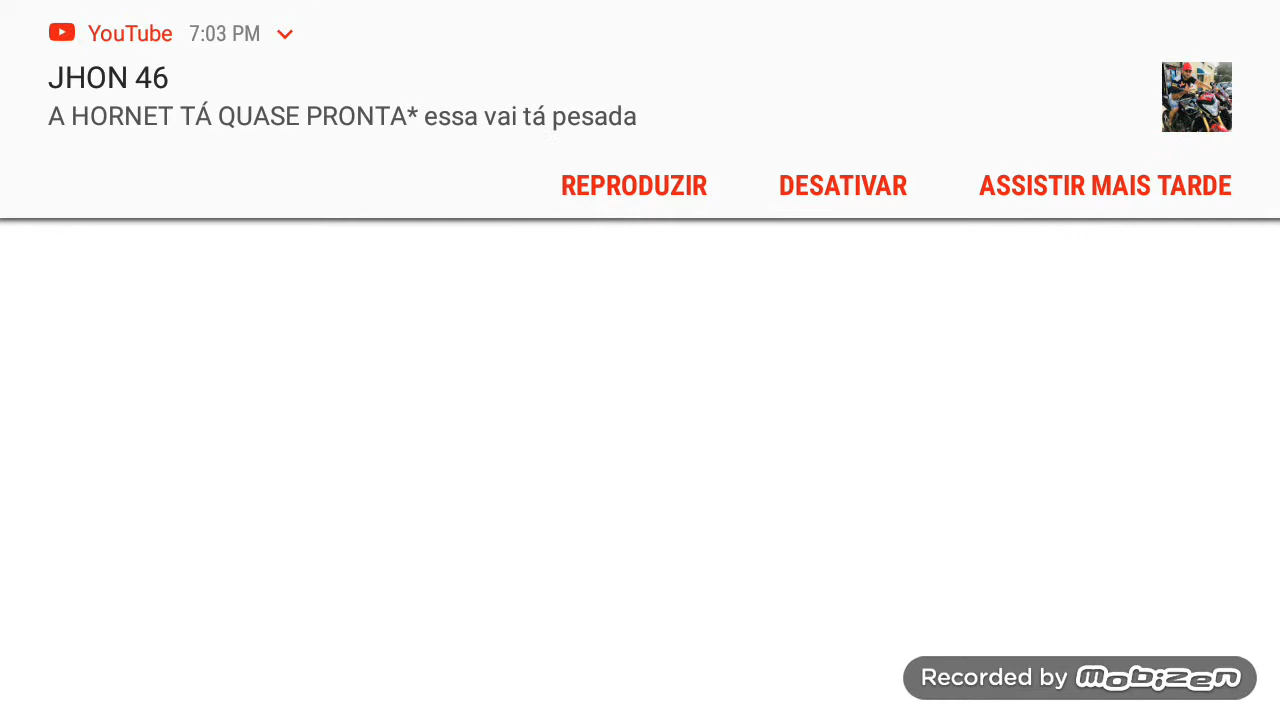 YouTube 7:03 PM
JHON 46
A HORNET TÁ QUASE PRONTA* essa vai tá pesada
REPRODUZIR DESATIVAR ASSISTIR MAIS TARDE
Recorded by mobizen